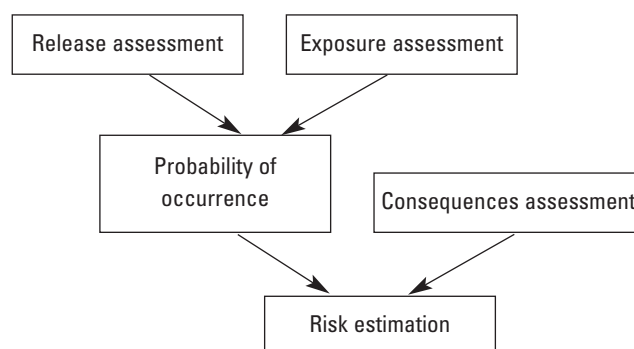 Release assessment
Exposure assessment
Probability of
occurrence
Consequences assessment
Risk estimation